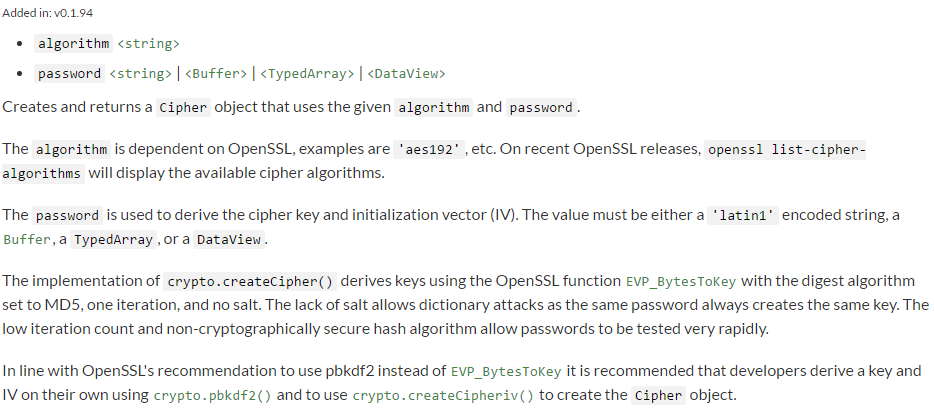 Added in: v0.1.94
• algorithm <string>
• password <string> | <Buffer> | <TypedArray> | <DataView>
Creates and returns a Cipher object that uses the given algorithm and password.
The algorithm is dependent on OpenSSL, examples are 'aes192', etc. On recent OpenSSL releases, openssl list-cipher-
algorithms will display the available cipher algorithms.
The password is used to derive the cipher key and initialization vector (IV). The value must be either a 'latin1' encoded string, a
Buffer, a TypedArray, or a DataView.
The implementation of crypto.createCipher() derives keys using the OpenSSL function EVP_BytesToKey with the digest algorithm
set to MD5, one iteration, and no salt. The lack of salt allows dictionary attacks as the same password always creates the same key. The
low iteration count and non-cryptographically secure hash algorithm allow passwords to be tested very rapidly.
In line with OpenSSL's recommendation to use pbkdf2 instead of EVP_BytesToKey it is recommended that developers derive a key and
IV on their own using crypto.pbkdf2() and to use crypto.createCipheriv() to create the Cipher object.